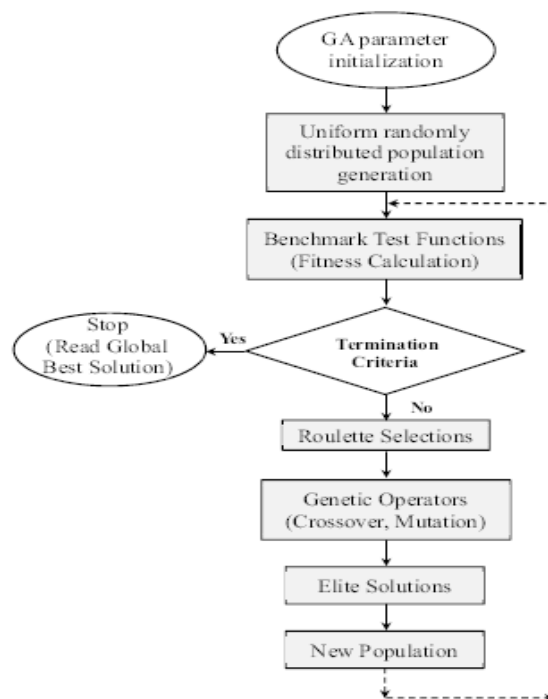 GA parameter
initialization
Uniform randomly
distributed population
generation
Benchmark Test Functions
(Fitness Calculation)
Stop
(Read Global
Best Solution)
Yes
Termination
Criteria
No
Roulette Selections
Genetic Operators
(Crossover, Mutation)
Elite Solutions
New Population